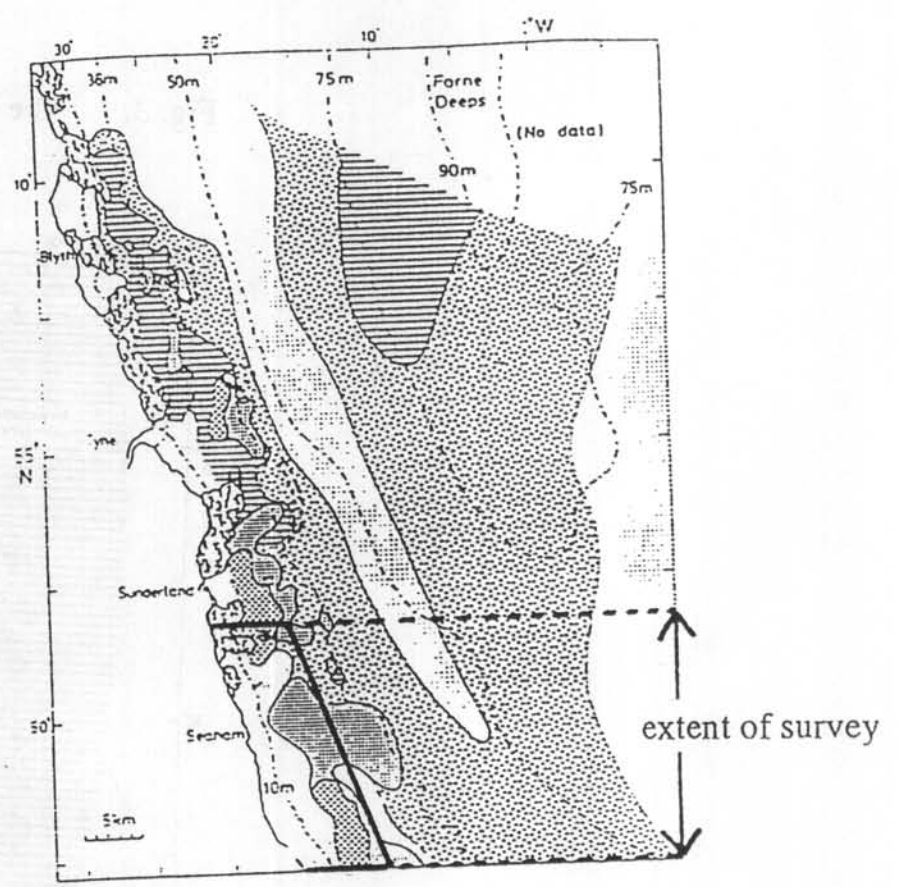 30°
20°
10°
°W
36m
50m
75m
Farne
Deeps
(No data)
90m
75m
10°
Blyth
Tyne
55
N
Sunderland
50'
Seaham
10m
5km
extent of survey